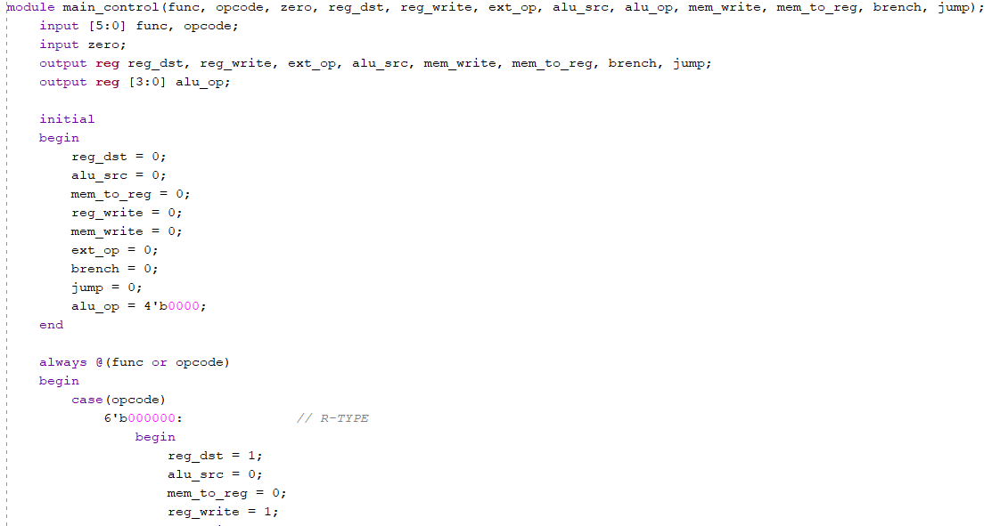 module main_control(func, opcode, zero, reg_dst, reg_write, ext_op, alu_src, alu_op, mem_write, mem_to_reg, brench, jump);
    input [5:0] func, opcode;
    input zero;
    output reg reg_dst, reg_write, ext_op, alu_src, mem_write, mem_to_reg, brench, jump;
    output reg [3:0] alu_op;

    initial
    begin
        reg_dst = 0;
        alu_src = 0;
        mem_to_reg = 0;
        reg_write = 0;
        mem_write = 0;
        ext_op = 0;
        brench = 0;
        jump = 0;
        alu_op = 4'b0000;
    end

    always @(func or opcode)
    begin
        case(opcode)
            6'b000000:              // R-TYPE
                begin
                    reg_dst = 1;
                    alu_src = 0;
                    mem_to_reg = 0;
                    reg_write = 1;